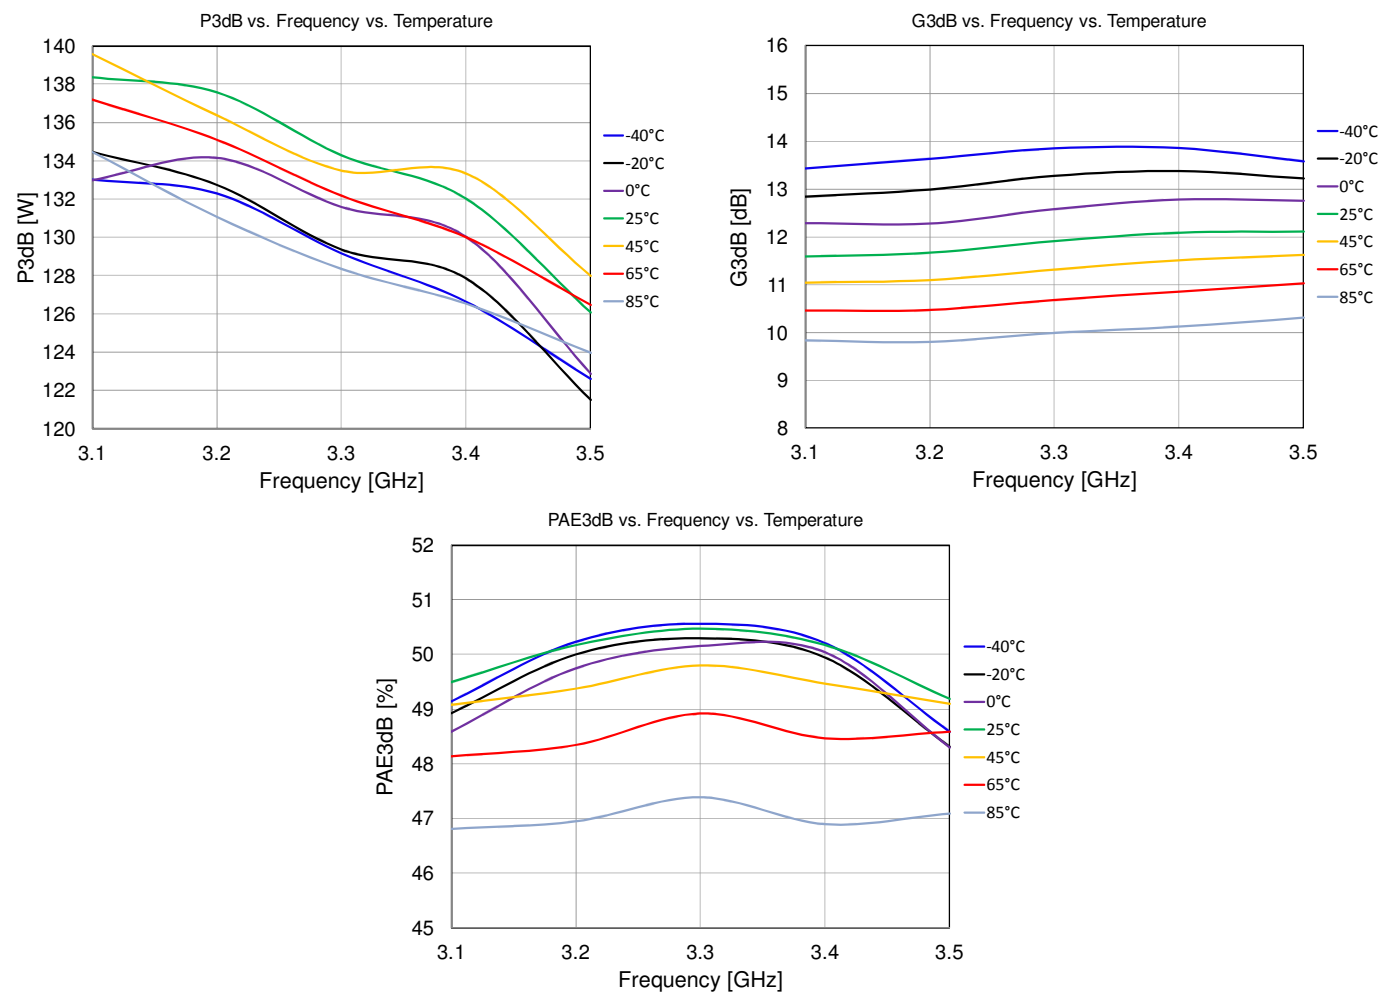 P3dB vs. Frequency vs. Temperature
140
138
136
134
132
130
128
126
124
122
120
P3dB [W]
3.1 3.2 3.3 3.4 3.5
Frequency [GHz]
-40°C
-20°C
0°C
25°C
45°C
65°C
85°C
G3dB vs. Frequency vs. Temperature
16
15
14
13
12
11
10
9
8
G3dB [dB]
3.1 3.2 3.3 3.4 3.5
Frequency [GHz]
-40°C
-20°C
0°C
25°C
45°C
65°C
85°C
PAE3dB vs. Frequency vs. Temperature
52
51
50
49
48
47
46
45
PAE3dB [%]
3.1 3.2 3.3 3.4 3.5
Frequency [GHz]
-40°C
-20°C
0°C
25°C
45°C
65°C
85°C